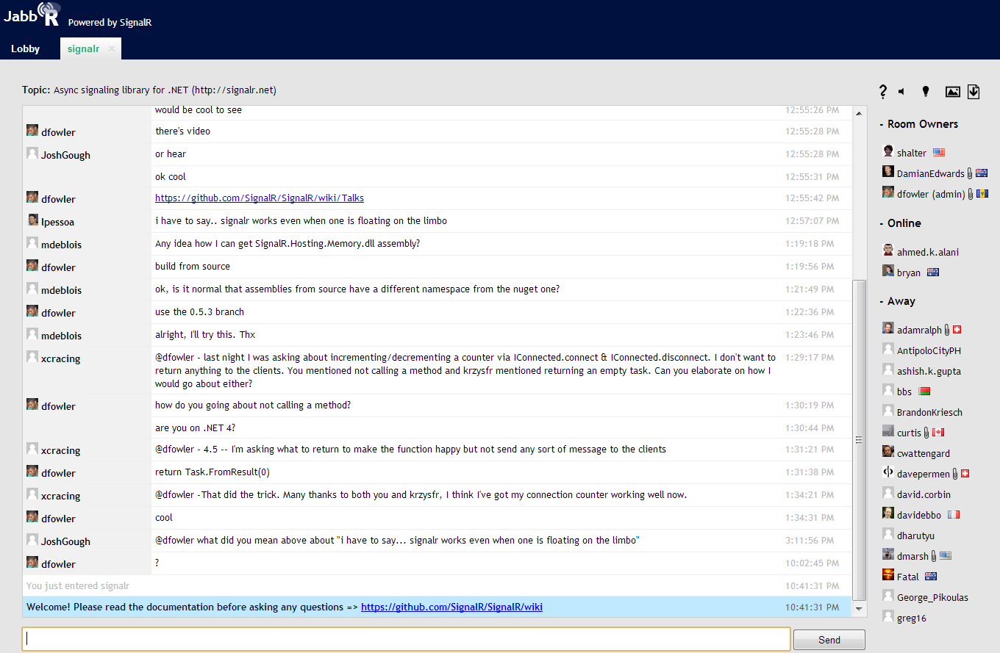 JabbR Powered by SignalR
Lobby signalr ×
Topic: Async signaling library for .NET (http://signalr.net)
would be cool to see 12:55:26 PM
dfowler there's video 12:55:28 PM
JoshGough or hear 12:55:28 PM
ok cool 12:55:31 PM
dfowler https://github.com/SignalR/SignalR/wiki/Talks 12:55:42 PM
lpessoa i have to say.. signalr works even when one is floating on the limbo 12:57:07 PM
mdeblois Any idea how I can get SignalR.Hosting.Memory.dll assembly? 1:19:18 PM
dfowler build from source 1:19:56 PM
mdeblois ok, is it normal that assemblies from source have a different namespace from the nuget one? 1:21:49 PM
dfowler use the 0.5.3 branch 1:22:36 PM
mdeblois alright, I'll try this. Thx 1:23:46 PM
xcracing @dfowler - last night I was asking about incrementing/decrementing a counter via IConnected.connect & IConnected.disconnect. I don't want to 1:29:17 PM
return anything to the clients. You mentioned not calling a method and krzysfr mentioned returning an empty task. Can you elaborate on how I
would go about either?
dfowler how do you going about not calling a method? 1:30:19 PM
are you on .NET 4? 1:30:44 PM
xcracing @dfowler - 4.5 -- I'm asking what to return to make the function happy but not send any sort of message to the clients 1:31:21 PM
dfowler return Task.FromResult(0) 1:31:38 PM
xcracing @dfowler -That did the trick. Many thanks to both you and krzysfr, I think I've got my connection counter working well now. 1:34:21 PM
dfowler cool 1:34:31 PM
JoshGough @dfowler what did you mean above about "i have to say... signalr works even when one is floating on the limbo" 3:11:56 PM
dfowler ? 10:02:45 PM
You just entered signalr 10:41:31 PM
Welcome! Please read the documentation before asking any questions => https://github.com/SignalR/SignalR/wiki 10:41:31 PM
Send
- Room Owners
shalter
DamianEdwards
dfowler (admin)
- Online
ahmed.k.alani
bryan
- Away
adamralph
AntipoloCityPH
ashish.k.gupta
bbs
BrandonKriesch
curtis
cwattengard
davepermen
david.corbin
davidebbo
dharutyu
dmarsh
Fatal
George_Pikoulas
greg16